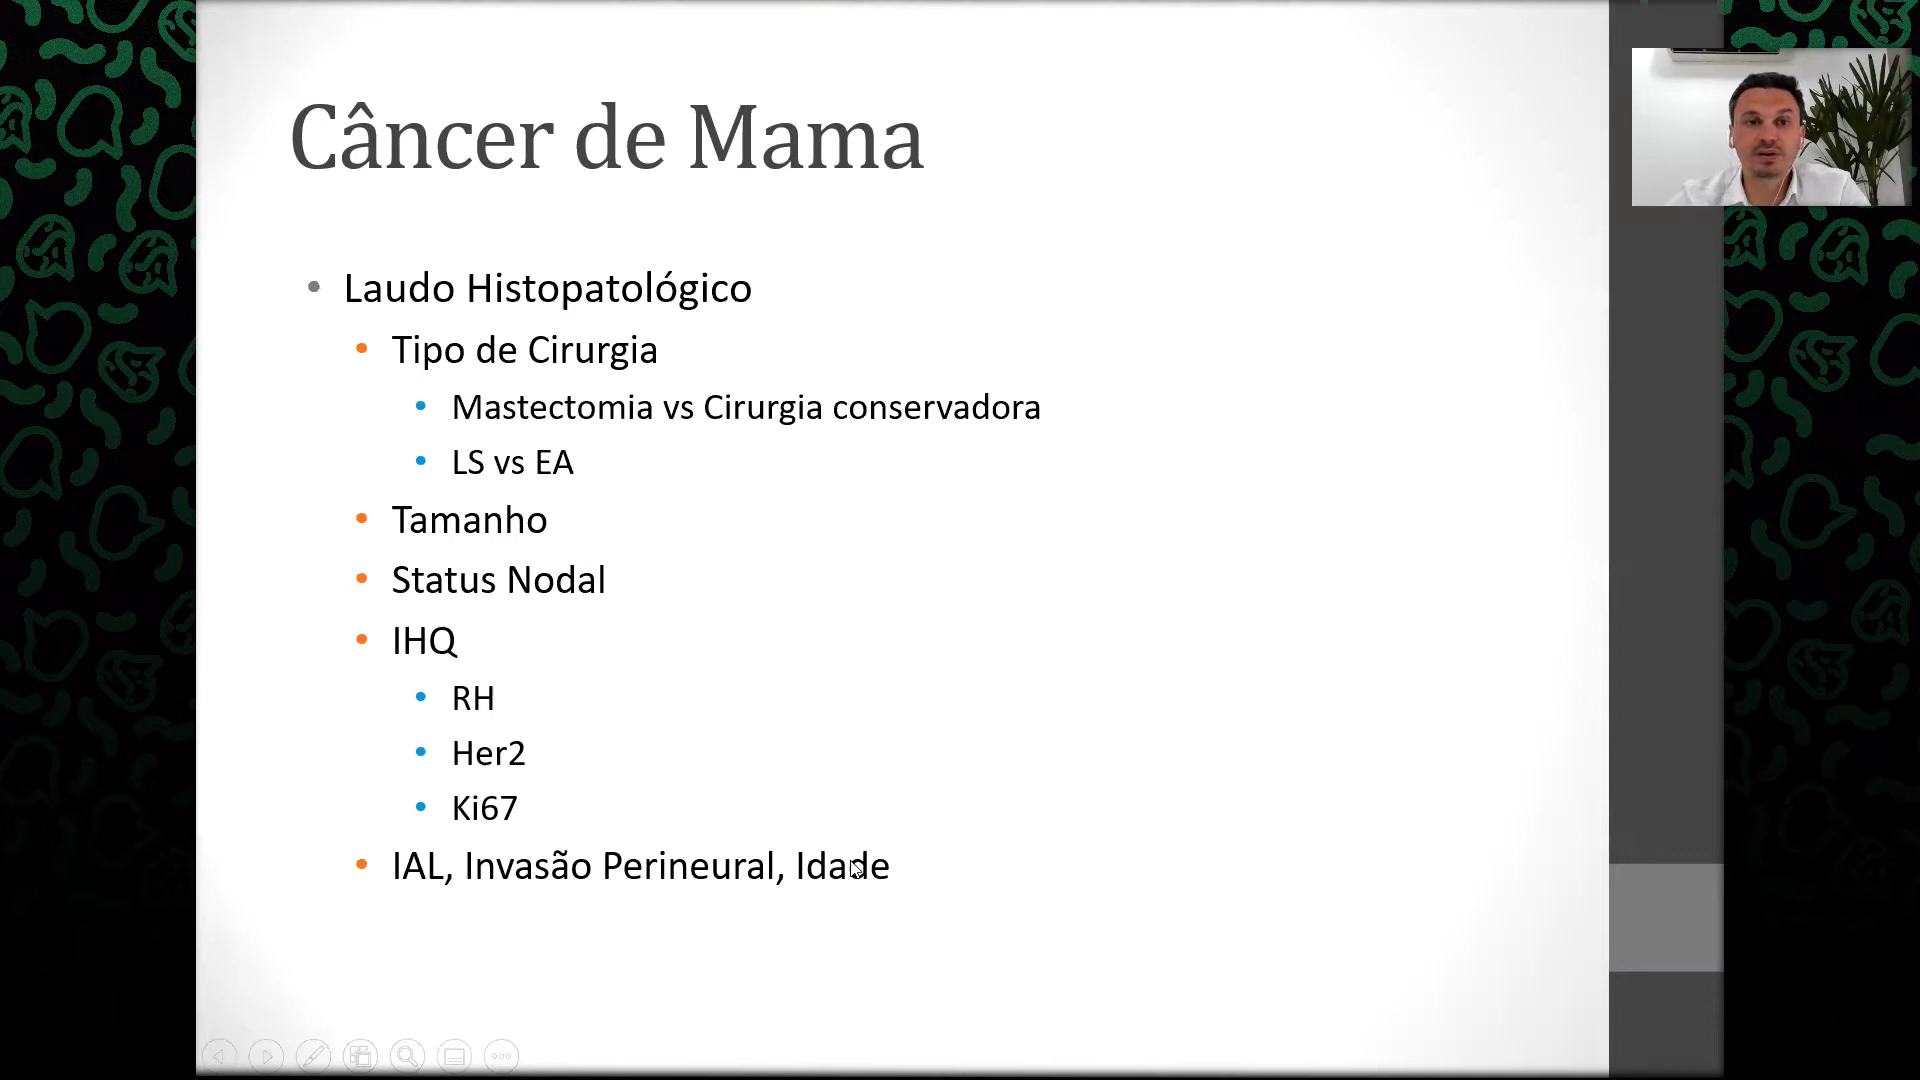 Câncer de Mama
• Laudo Histopatológico
• Tipo de Cirurgia
• Mastectomia vs Cirurgia conservadora
• LS vs EA
• Tamanho
• Status Nodal
• IHQ
• RH
• Her2
• Ki67
• IAL, Invasão Perineural, Idade